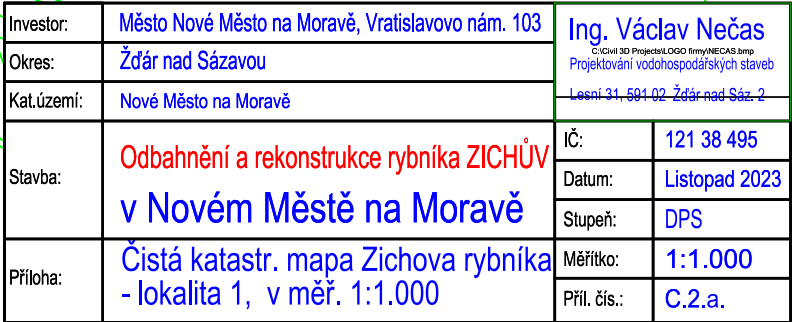 Investor: Město Nové Město na Moravě, Vratislavovo nám. 103
Okres: Žďár nad Sázavou
Kat.území: Nové Město na Moravě
Ing. Václav Nečas
C:\Civil 3D Projects\LOGO firmy\NECAS.bmp
Projektování vodohospodářských staveb
Lesní 31, 591 02 Žďár nad Sáz. 2
Stavba: Odbahnění a rekonstrukce rybníka ZICHŮV
v Novém Městě na Moravě
IČ: 121 38 495
Datum: Listopad 2023
Stupeň: DPS
Příloha: Čistá katastr. mapa Zichova rybníka
- lokalita 1, v měř. 1:1.000
Měřítko: 1:1.000
Příl. čís.: C.2.a.